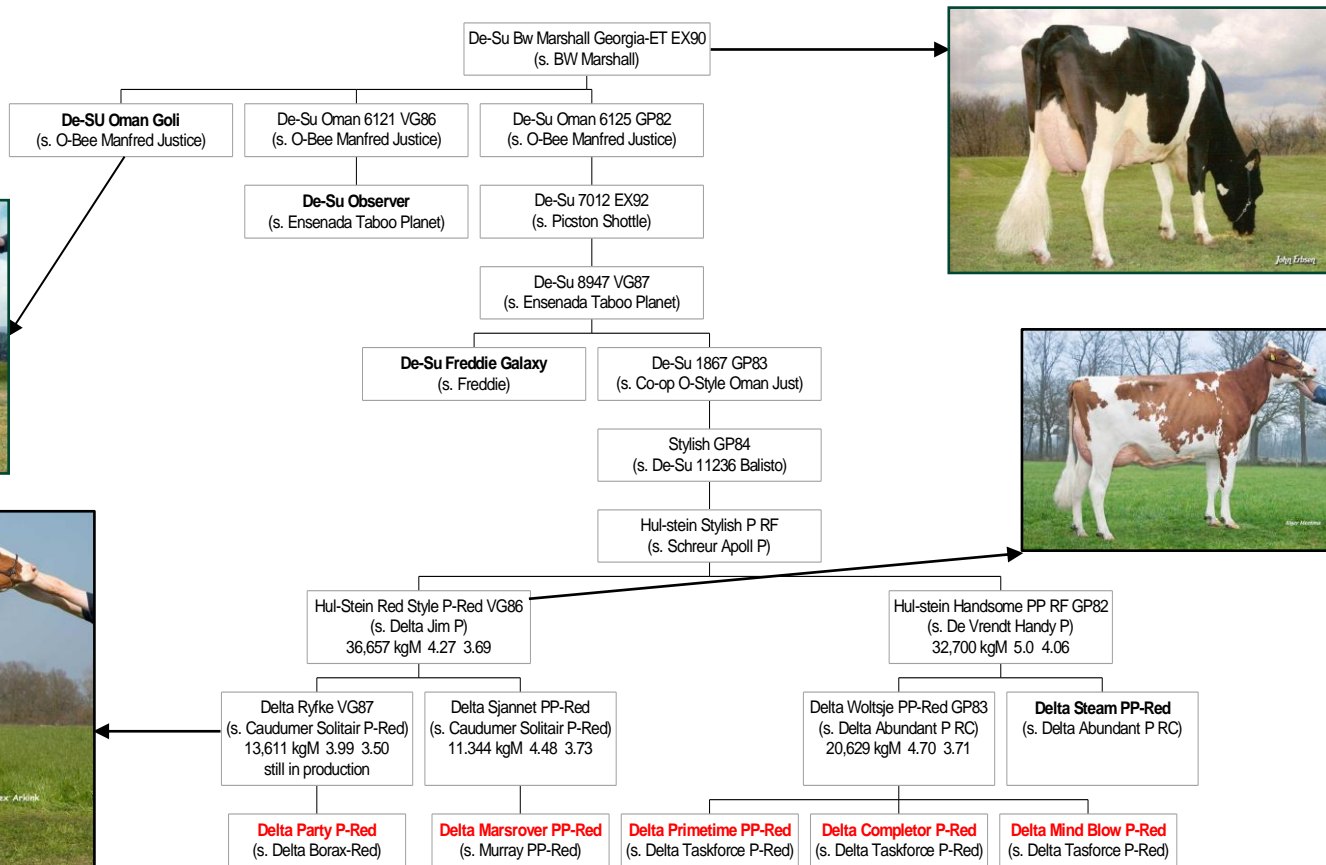 De-Su Bw Marshall Georgia-ET EX90
(s. BW Marshall)
De-SU Oman Goli
(s. O-Bee Manfred Justice)
De-Su Oman 6121 VG86
(s. O-Bee Manfred Justice)
De-Su Oman 6125 GP82
(s. O-Bee Manfred Justice)
John Erbsen
De-Su Observer
(s. Ensenada Taboo Planet)
De-Su 7012 EX92
(s. Picston Shottle)
De-Su 8947 VG87
(s. Ensenada Taboo Planet)
De-Su Freddie Galaxy
(s. Freddie)
De-Su 1867 GP83
(s. Co-op O-Style Oman Just)
Stylish GP84
(s. De-Su 11236 Balisto)
Hul-stein Stylish P RF
(s. Schreur Apoll P)
Hul-Stein Red Style P-Red VG86
(s. Delta Jim P)
36,657 kgM 4.27 3.69
Hul-stein Handsome PP RF GP82
(s. De Vrendt Handy P)
32,700 kgM 5.0 4.06
Delta Ryfke VG87
(s. Caudumer Solitair P-Red)
13,611 kgM 3.99 3.50
still in production
Delta Sjannet PP-Red
(s. Caudumer Solitair P-Red)
11.344 kgM 4.48 3.73
Delta Woltsje PP-Red GP83
(s. Delta Abundant P RC)
20,629 kgM 4.70 3.71
Delta Steam PP-Red
(s. Delta Abundant P RC)
Arkink
Delta Party P-Red
(s. Delta Borax-Red)
Delta Marsrover PP-Red
(s. Murray PP-Red)
Delta Primetime PP-Red
(s. Delta Taskforce P-Red)
Delta Completor P-Red
(s. Delta Taskforce P-Red)
Delta Mind Blow P-Red
(s. Delta Tasforce P-Red)